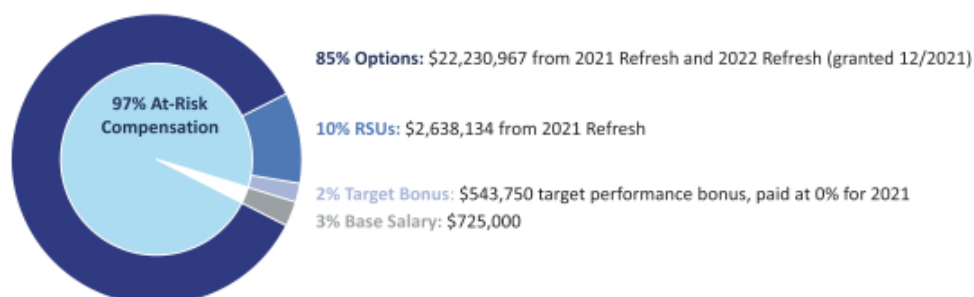 85% Options: $22,230,967 from 2021 Refresh and 2022 Refresh (granted 12/2021)
97% At-Risk
Compensation
10% RSUs: $2,638,134 from 2021 Refresh
2% Target Bonus: $543,750 target performance bonus, paid at 0% for 2021
3% Base Salary: $725,000